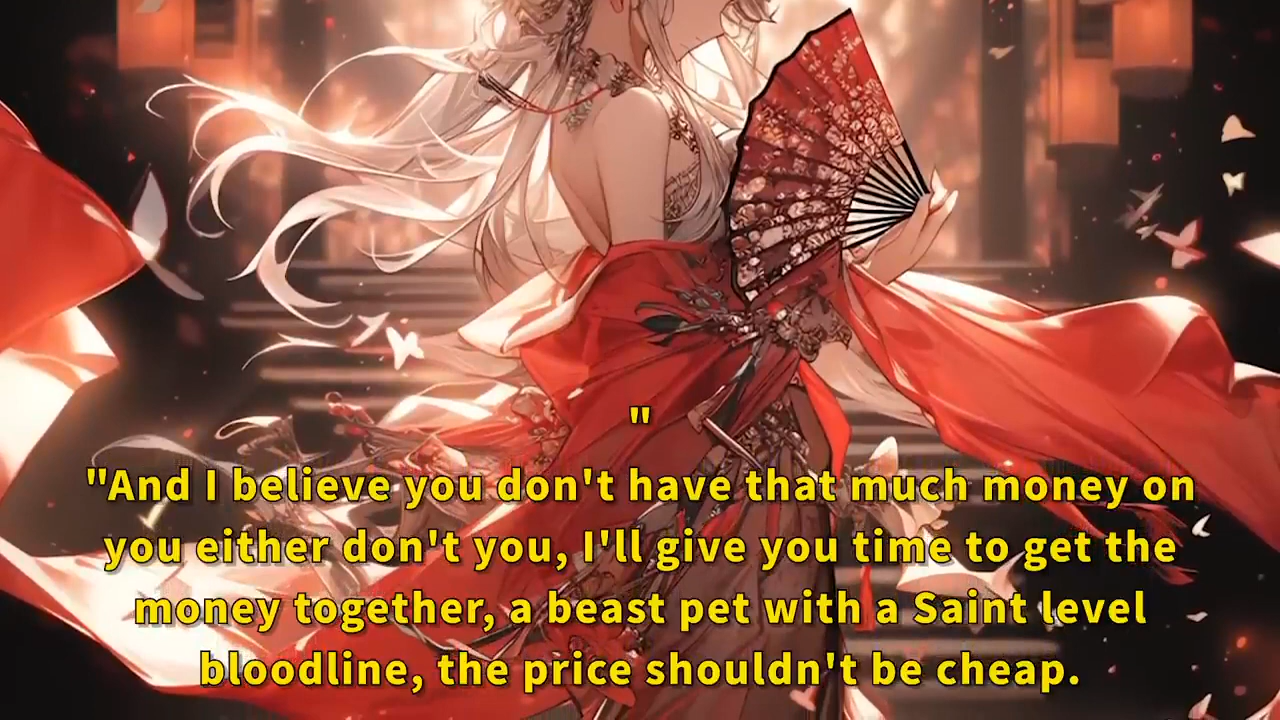 "
"And I believe you don't have that much money on
you either don't you, I'll give you time to get the
money together, a beast pet with a Saint level
bloodline, the price shouldn't be cheap.